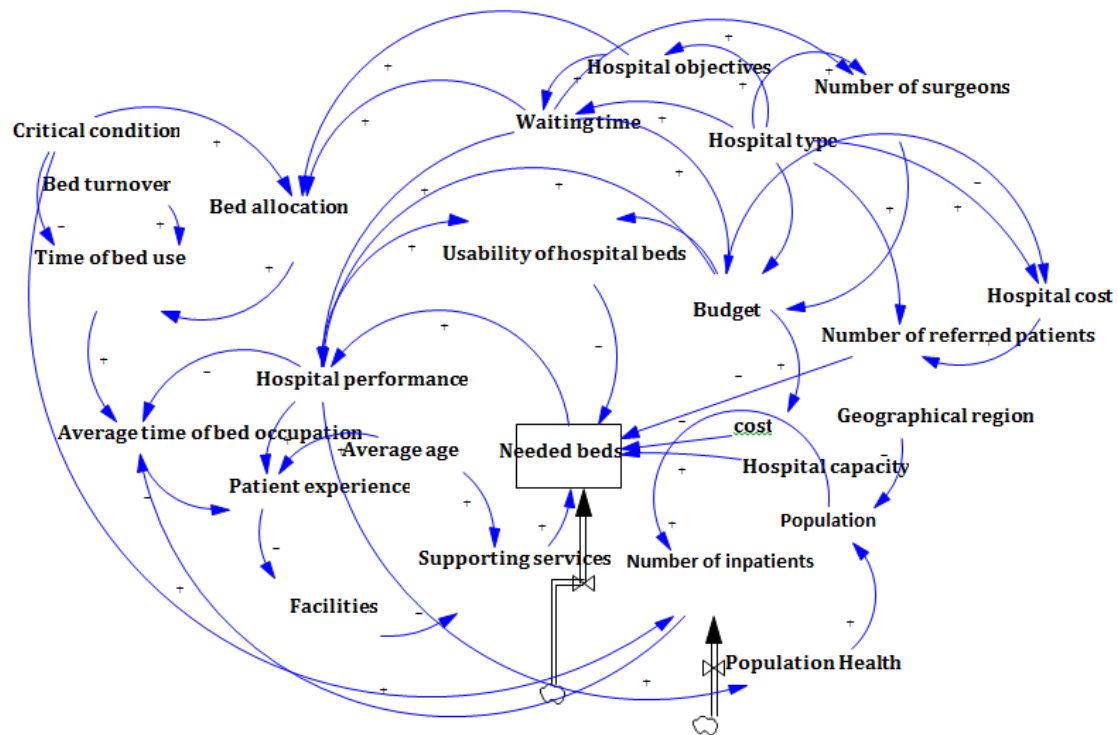 Hospital objectives
Number of surgeons
Critical condition
Waiting time
Hospital type
Bed turnover
Bed allocation
Time of bed use
Usability of hospital beds
Budget
Hospital cost
Number of referred patients
Hospital performance
Geographical region
Average time of bed occupation
Average age
Needed beds
cost
Hospital capacity
Patient experience
Population
Supporting services
Number of inpatients
Facilities
Population Health